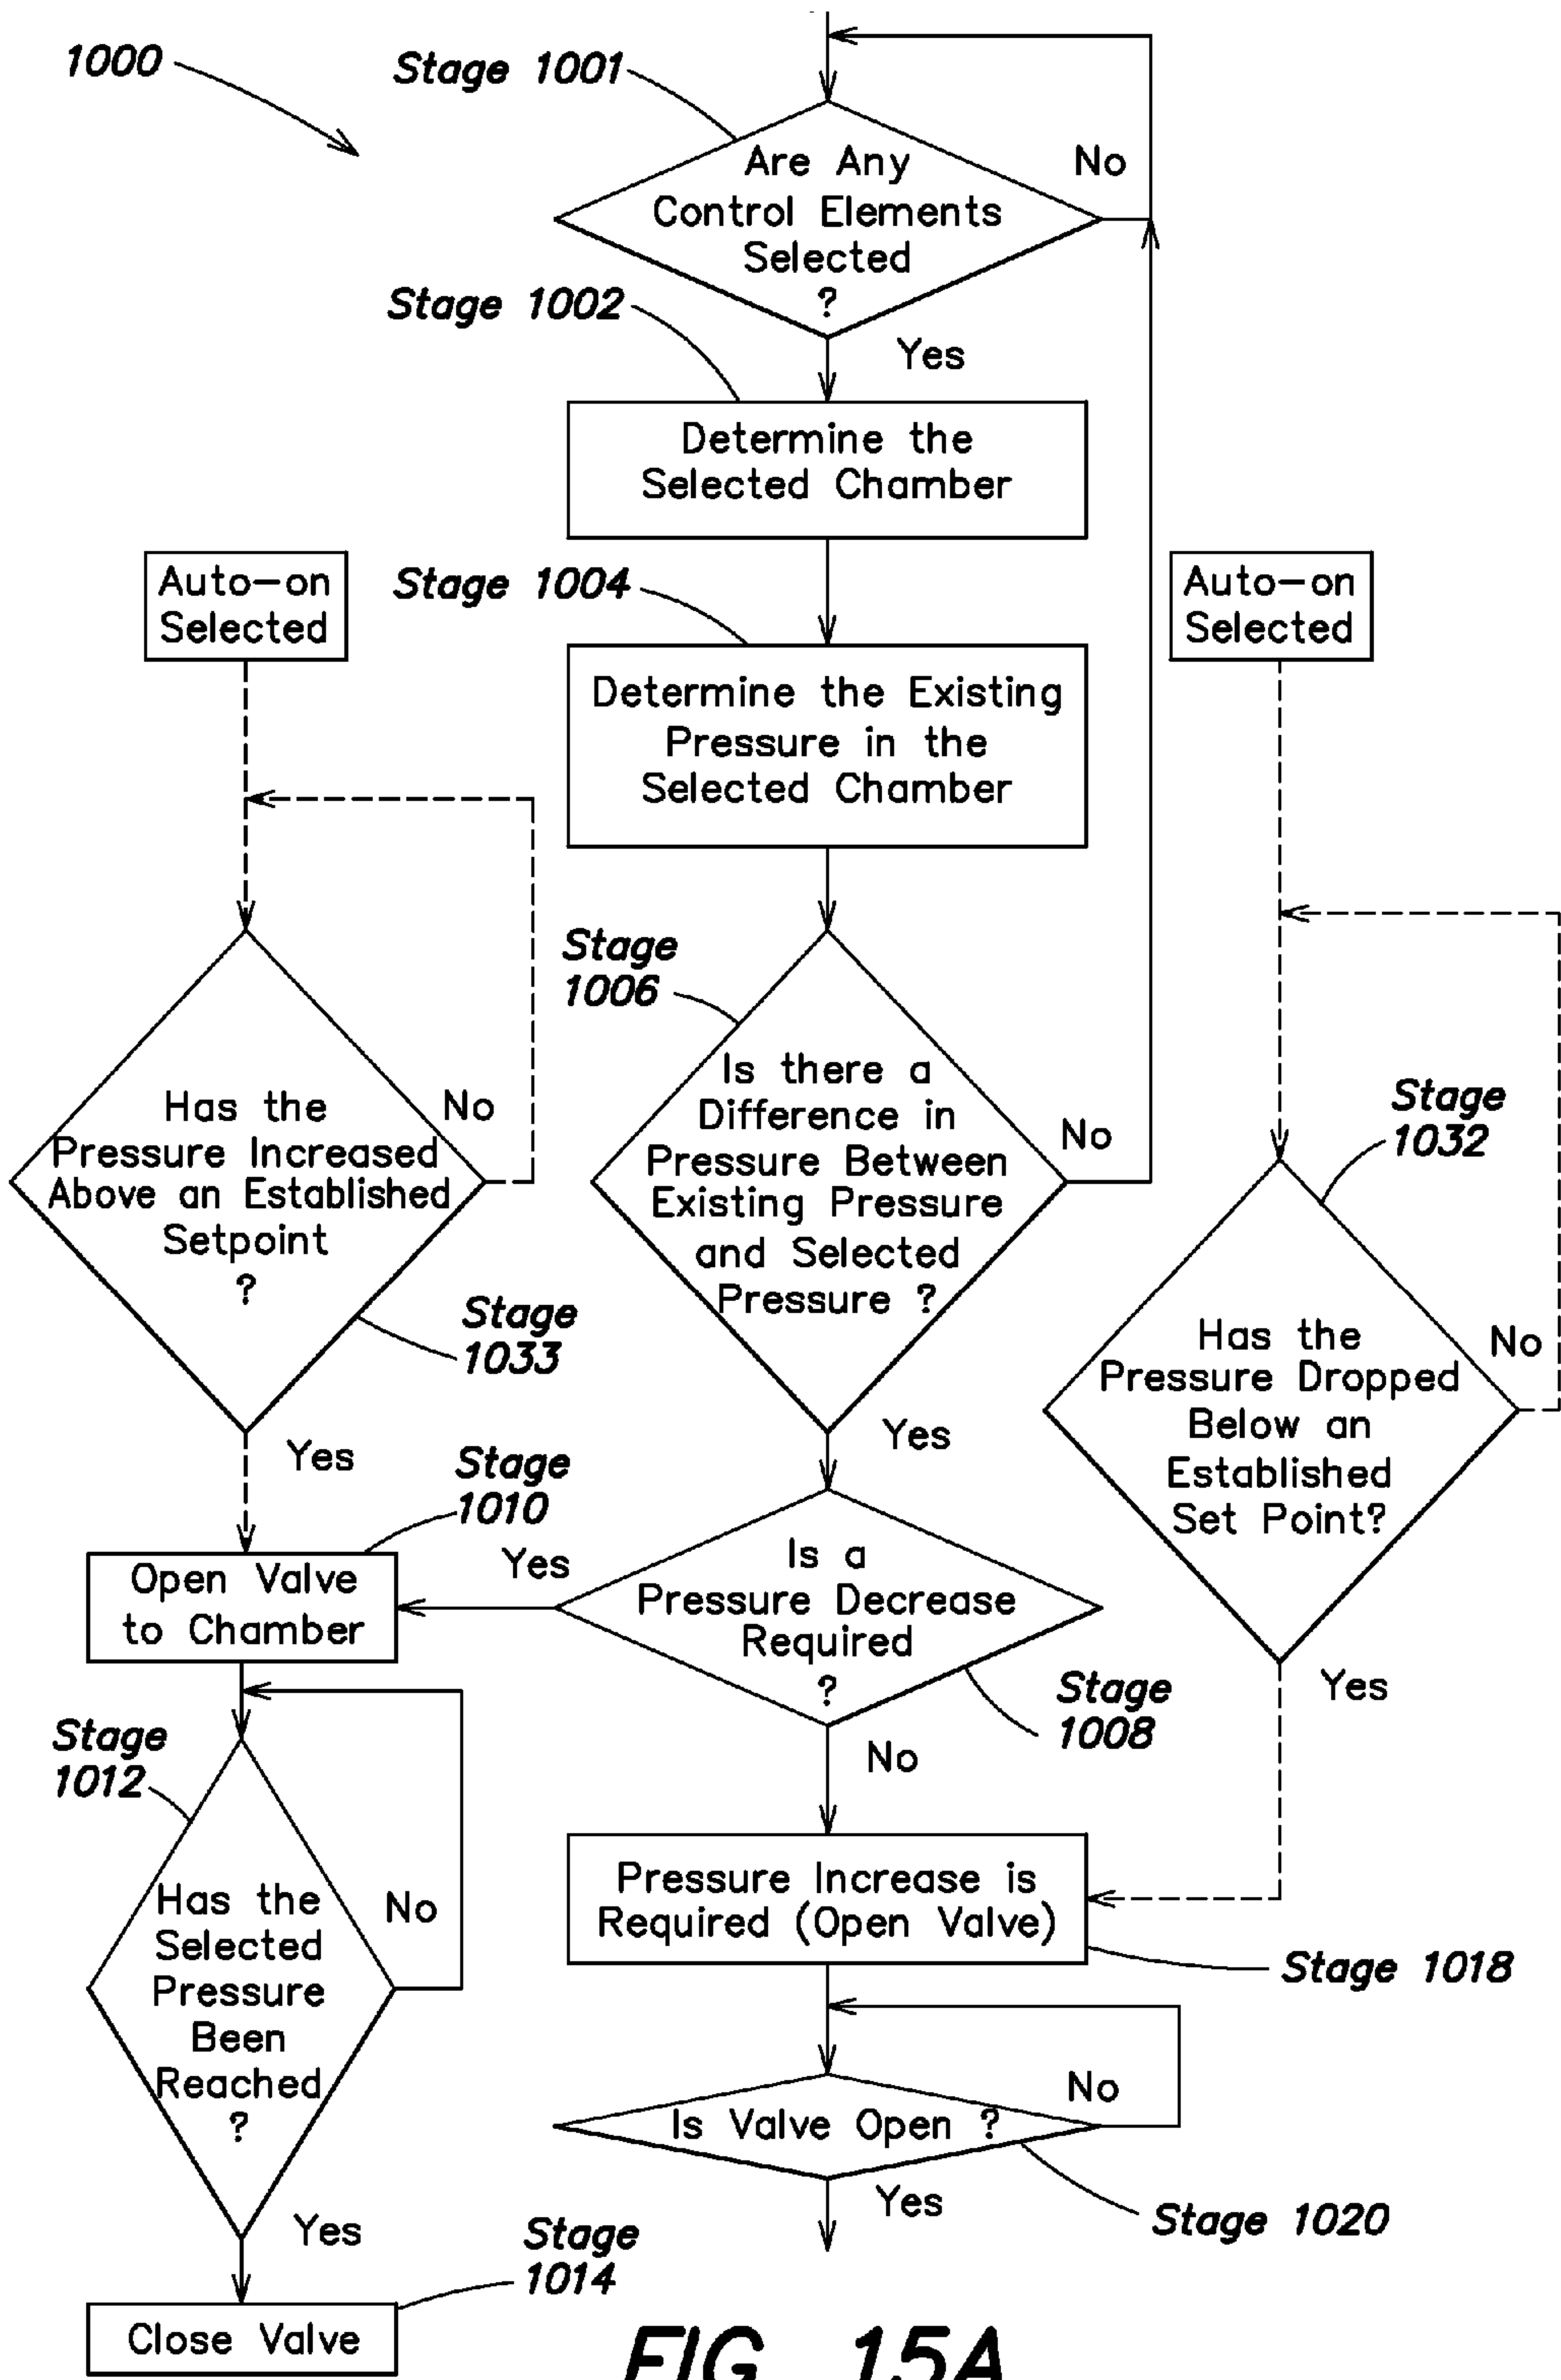 1000
Stage 1001
Are Any
Control Elements
Selected
?
No
Stage 1002
Yes
Determine the
Selected Chamber
Auto-on
Selected
Stage 1004
Auto-on
Selected
Determine the Existing
Pressure in the
Selected Chamber
Stage
1006
Is there a
Difference in
Pressure Between
Existing Pressure
and Selected
Pressure ?
No
Yes
Has the
Pressure Increased
Above an Established
Setpoint
?
No
Stage
1033
Yes
Stage
1032
Has the
Pressure Dropped
Below an
Established
Set Point?
No
Yes
Stage
1010
Open Valve
to Chamber
Yes
Is a
Pressure Decrease
Required
?
Stage
1008
No
Stage
1012
Has the
Selected
Pressure
Been
Reached
?
No
Yes
Pressure Increase is
Required (Open Valve)
Stage 1018
Is Valve Open ?
No
Yes
Stage 1020
Stage
1014
Close Valve
FIG. 15A